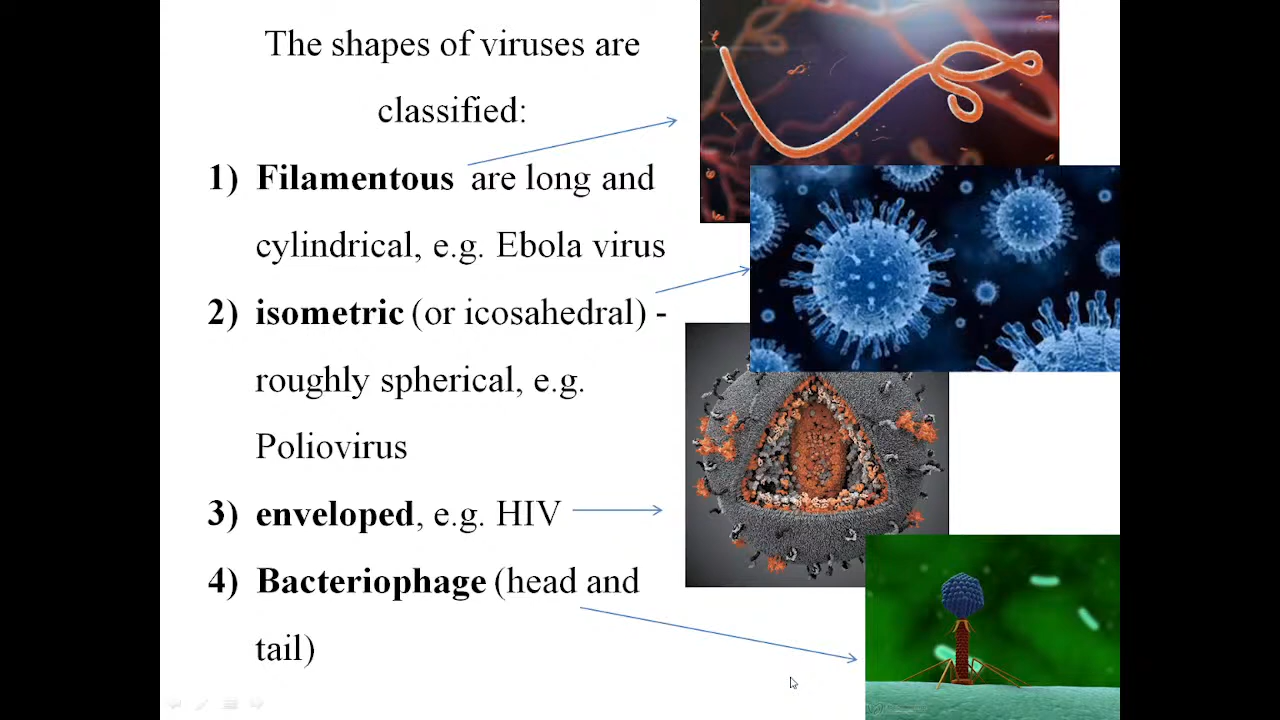 The shapes of viruses are
classified:
1) Filamentous are long and
cylindrical, e.g. Ebola virus
2) isometric (or icosahedral) -
roughly spherical, e.g.
Poliovirus
3) enveloped, e.g. HIV
4) Bacteriophage (head and
tail)